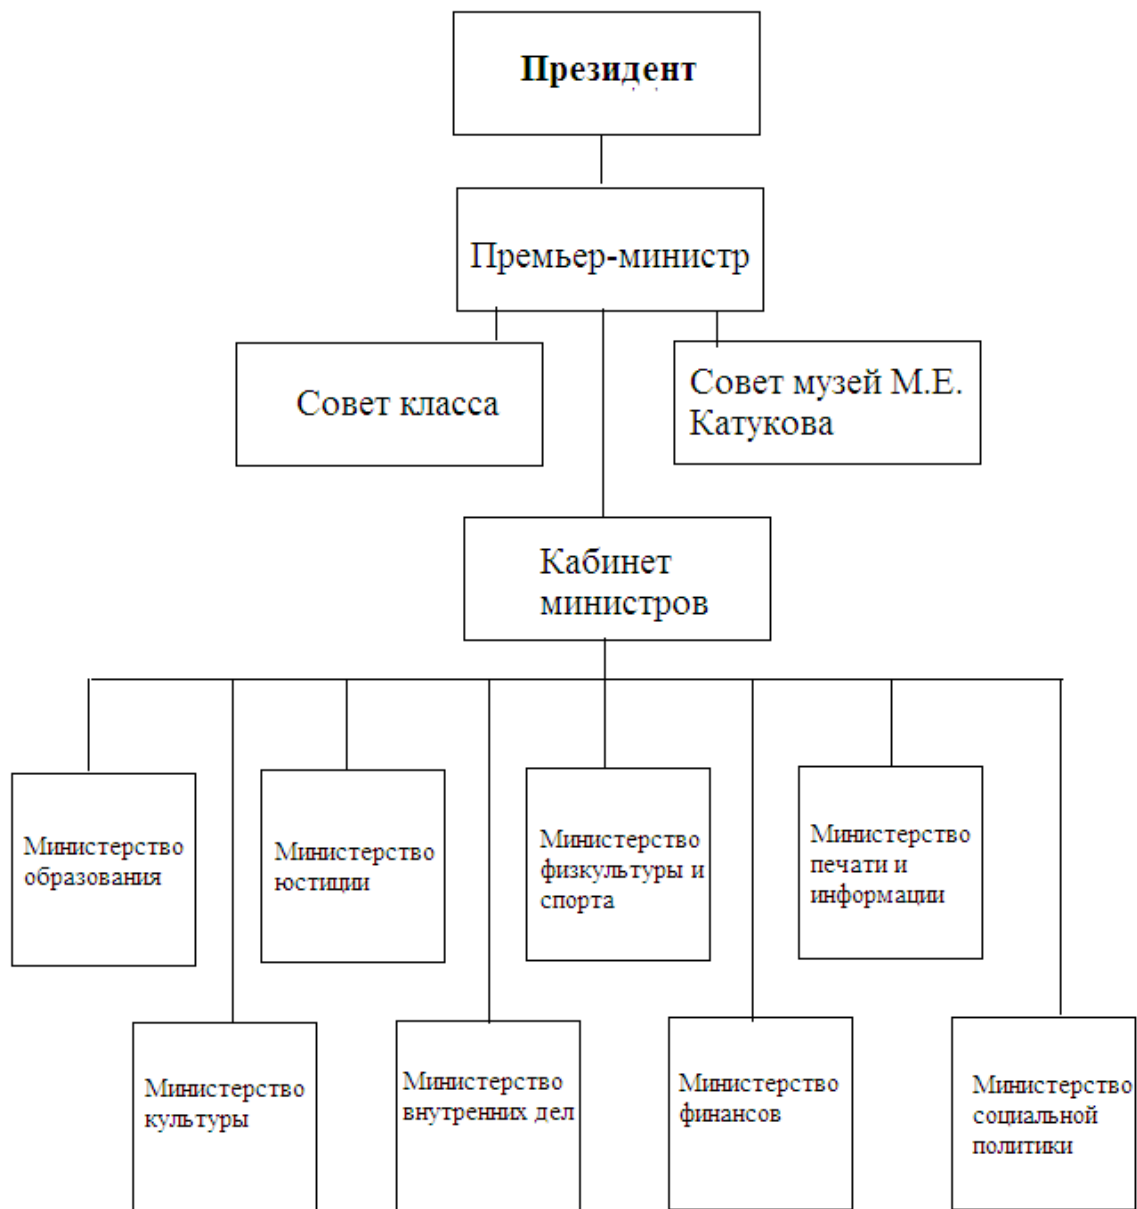 Президент
Премьер-министр
Совет класса
Совет музей М.Е.
Катукова
Кабинет
министров
Министерство
образования
Министерство
юстиции
Министерство
физкультуры и
спорта
Министерство
печати и
информации
Министерство
культуры
Министерство
внутренних дел
Министерство
финансов
Министерство
социальной
политики